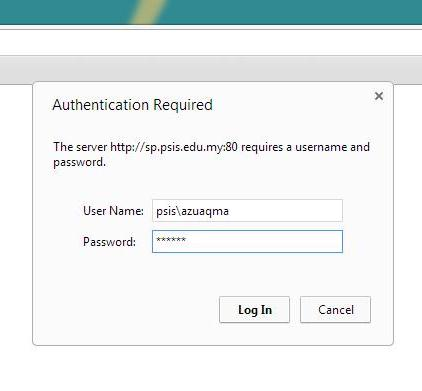 Authentication Required
The server http://sp.psis.edu.my:80 requires a username and
password.
User Name: psis\azuaqma
Password: ******
Log In Cancel